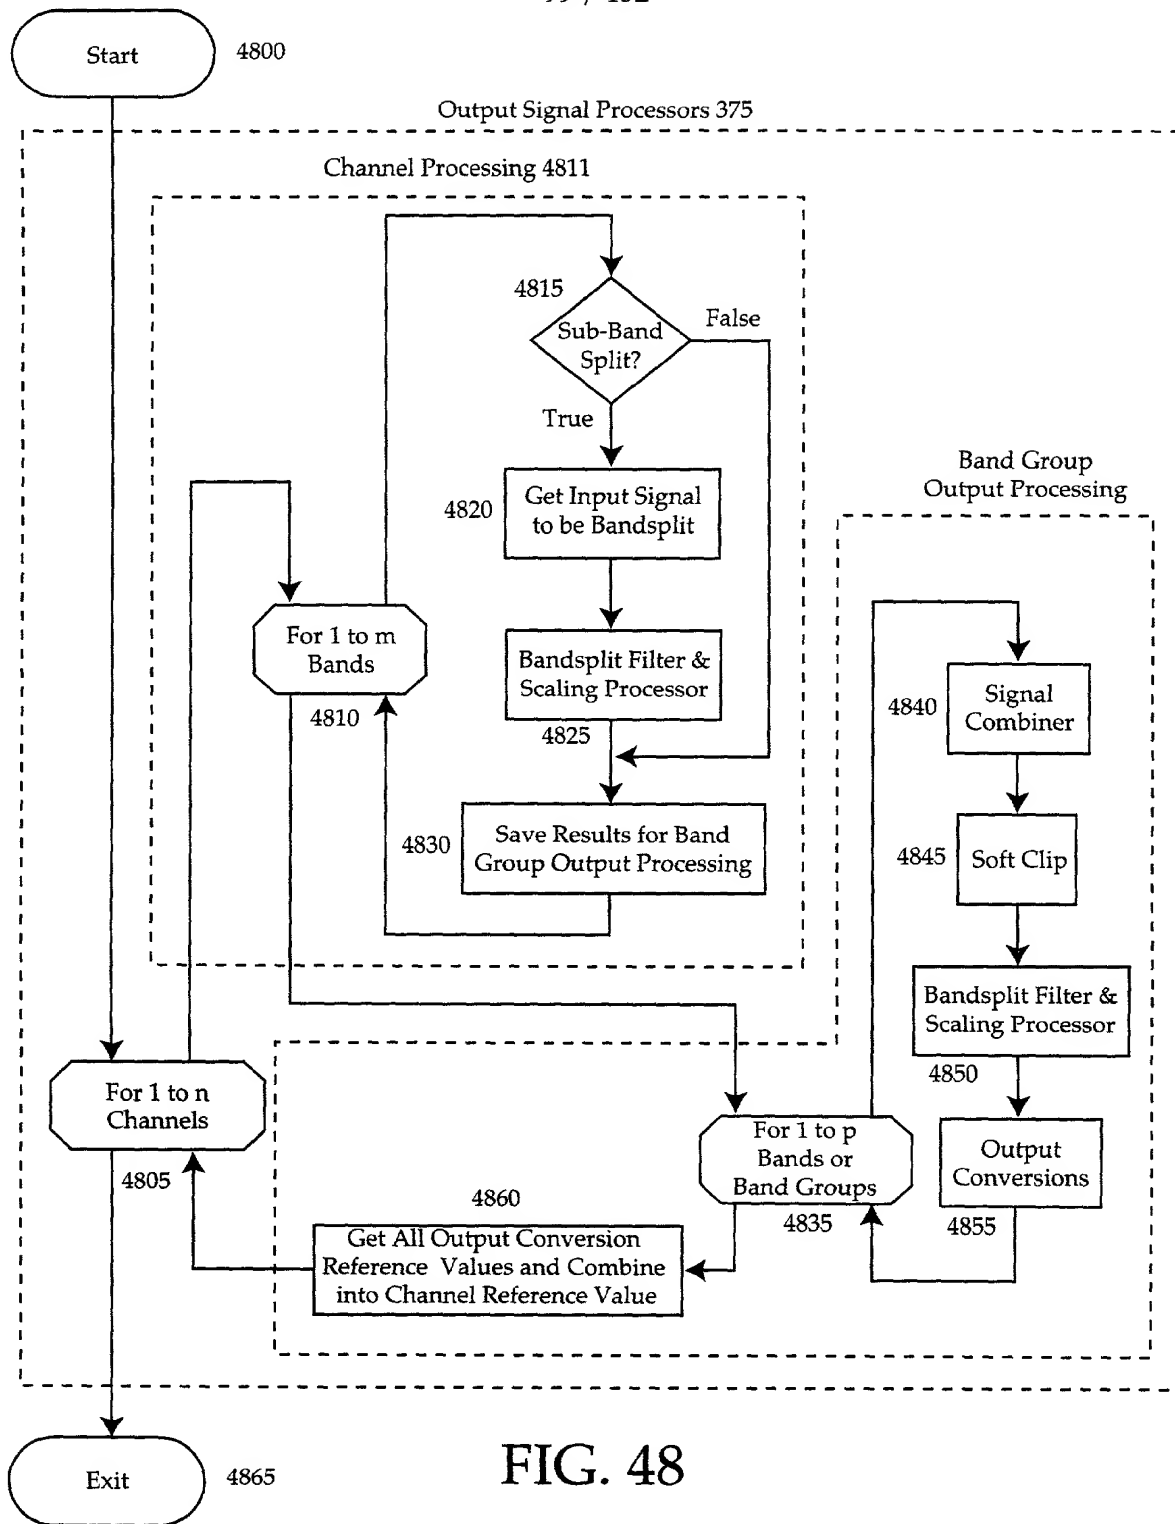 Start
4800
Output Signal Processors 375
Channel Processing 4811
4815
Sub-Band
Split?
False
True
4820
Get Input Signal
to be Bandsplit
Bandsplit Filter &
Scaling Processor
4825
4830
Save Results for Band
Group Output Processing
For 1 to m
Bands
4810
Band Group
Output Processing
4840
Signal
Combiner
4845
Soft Clip
Bandsplit Filter &
Scaling Processor
4850
Output
Conversions
4855
For 1 to n
Channels
4805
For 1 to p
Bands or
Band Groups
4835
4860
Get All Output Conversion
Reference Values and Combine
into Channel Reference Value
Exit
4865
FIG. 48